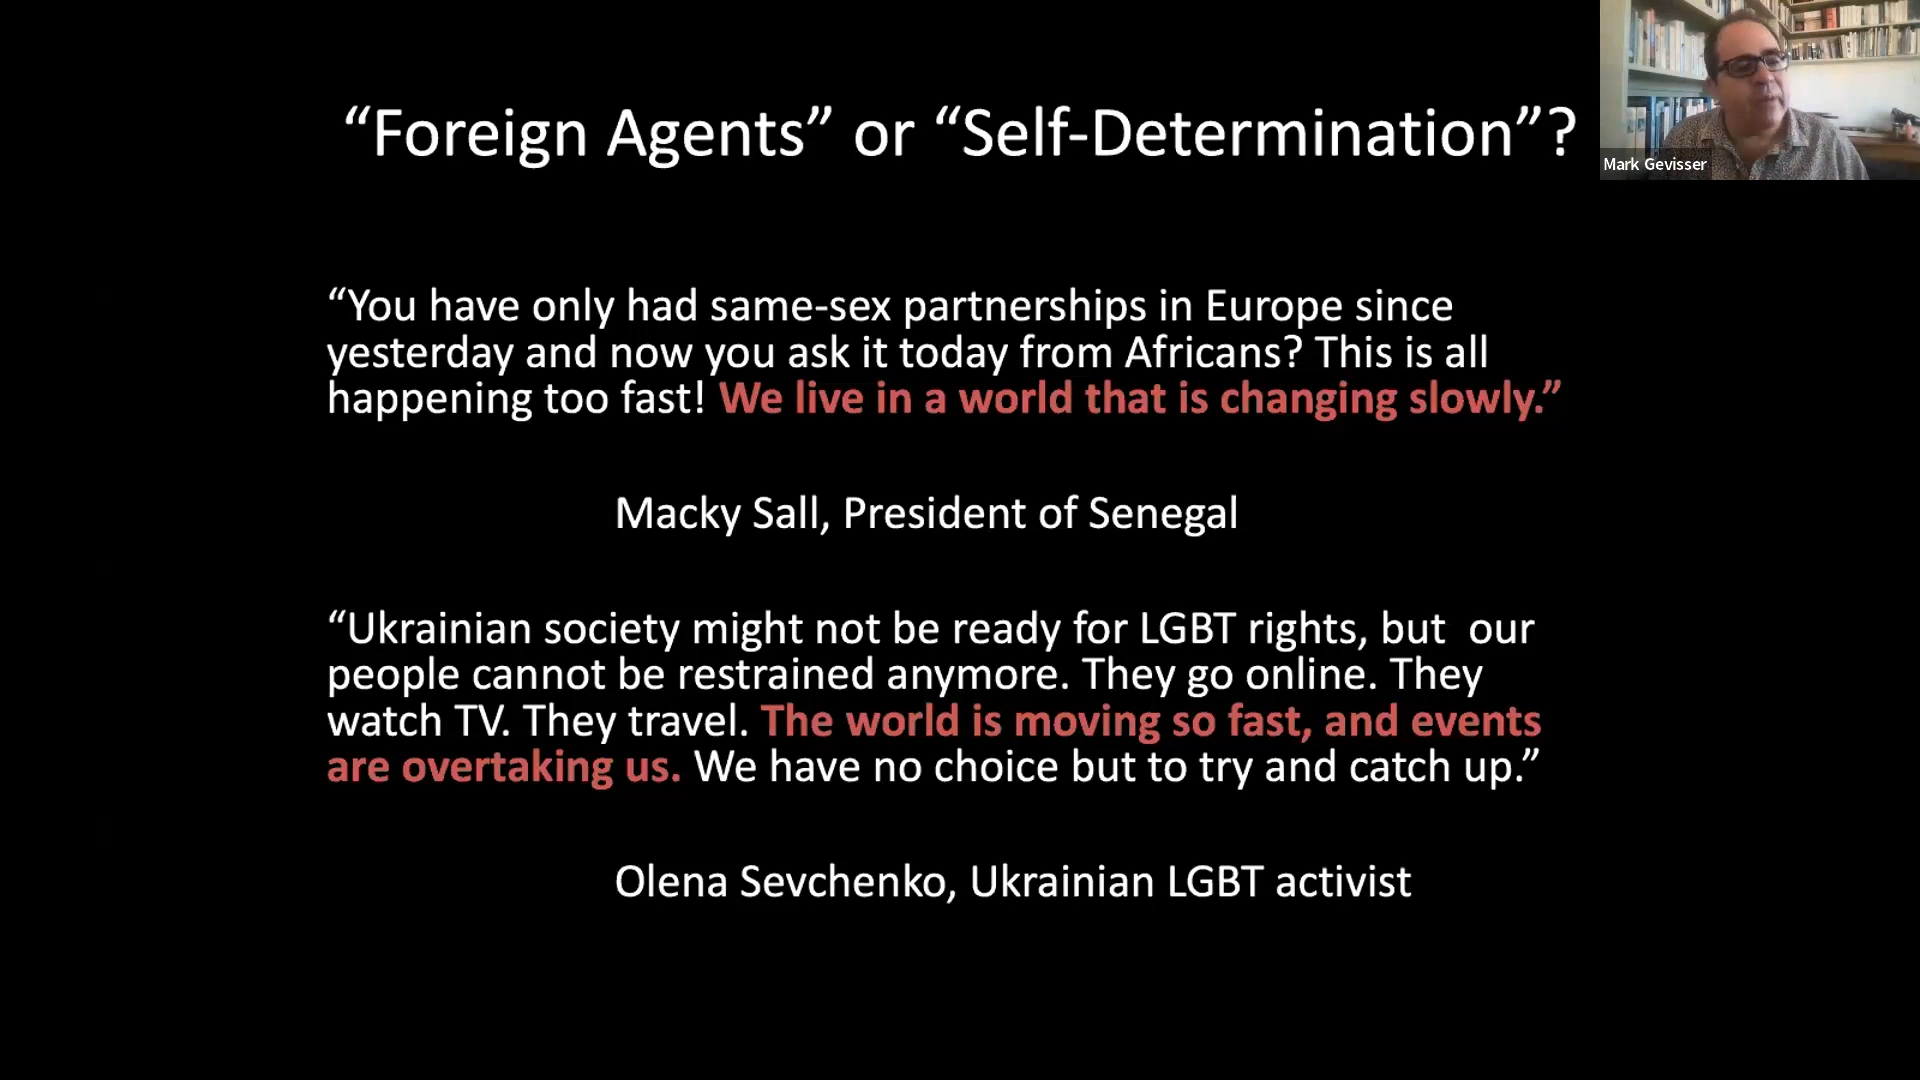 “Foreign Agents” or “Self-Determination”?
Mark Gevisser
“You have only had same-sex partnerships in Europe since
yesterday and now you ask it today from Africans? This is all
happening too fast! We live in a world that is changing slowly.”
Macky Sall, President of Senegal
“Ukrainian society might not be ready for LGBT rights, but  our
people cannot be restrained anymore. They go online. They
watch TV. They travel. The world is moving so fast, and events
are overtaking us. We have no choice but to try and catch up.”
Olena Sevchenko, Ukrainian LGBT activist